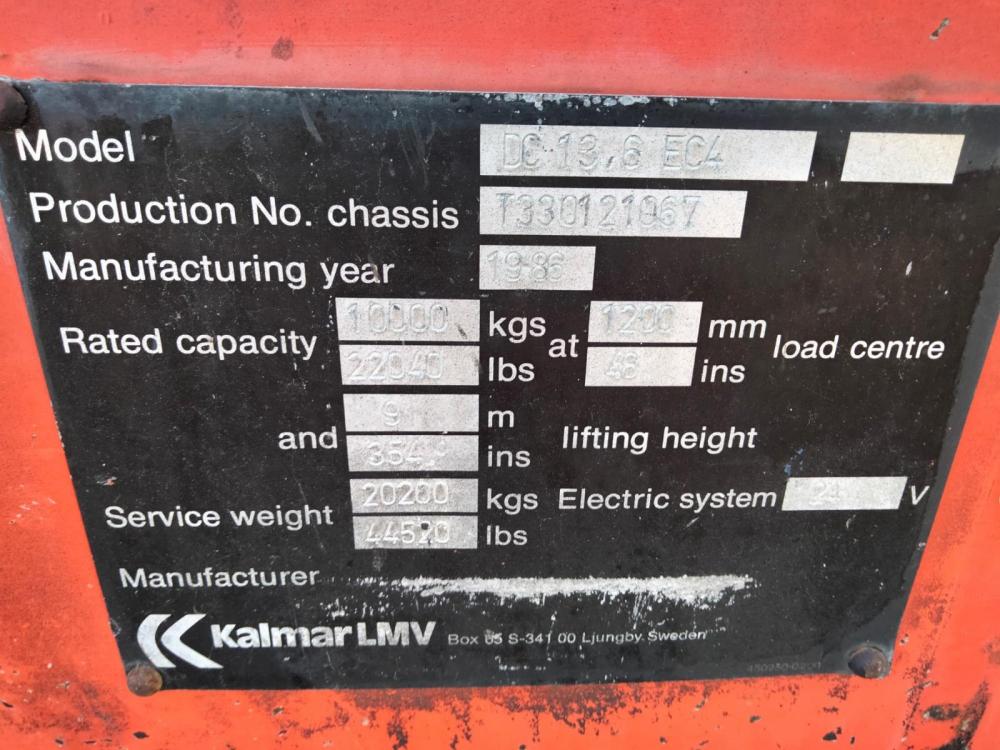 Model DC 13.6 EC4
Production No. chassis T330121067
Manufacturing year 1986
Rated capacity 10000 kgs at 1200 mm load centre
22040 lbs 48 ins
and 9 m lifting height
ins
Service weight 20200 kgs Electric system 24 V
44520 lbs
Manufacturer
Kalmar LMV Box 65 S-341 00 Ljungby. Sweden